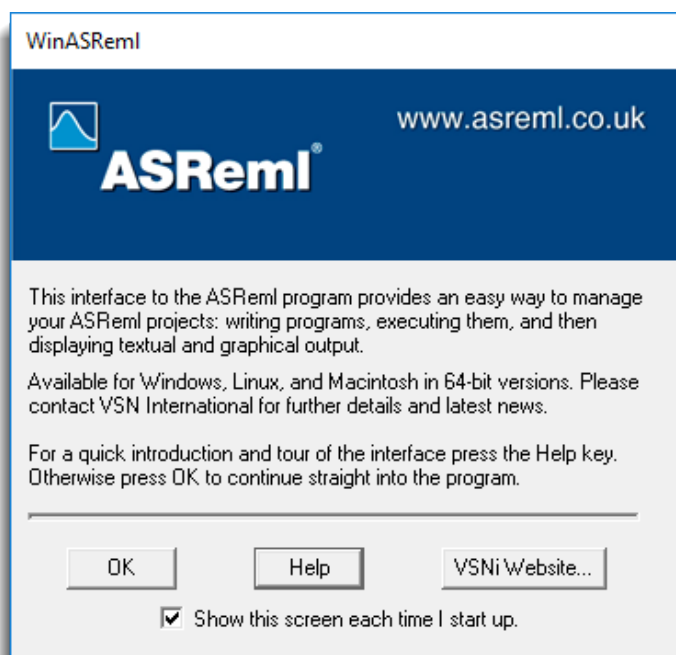 WinASReml
www.asreml.co.uk
ASReml®
This interface to the ASReml program provides an easy way to manage
your ASReml projects: writing programs, executing them, and then
displaying textual and graphical output.
Available for Windows, Linux, and Macintosh in 64-bit versions. Please
contact VSN International for further details and latest news.
For a quick introduction and tour of the interface press the Help key.
Otherwise press OK to continue straight into the program.
OK Help VSNi Website...
Show this screen each time I start up.